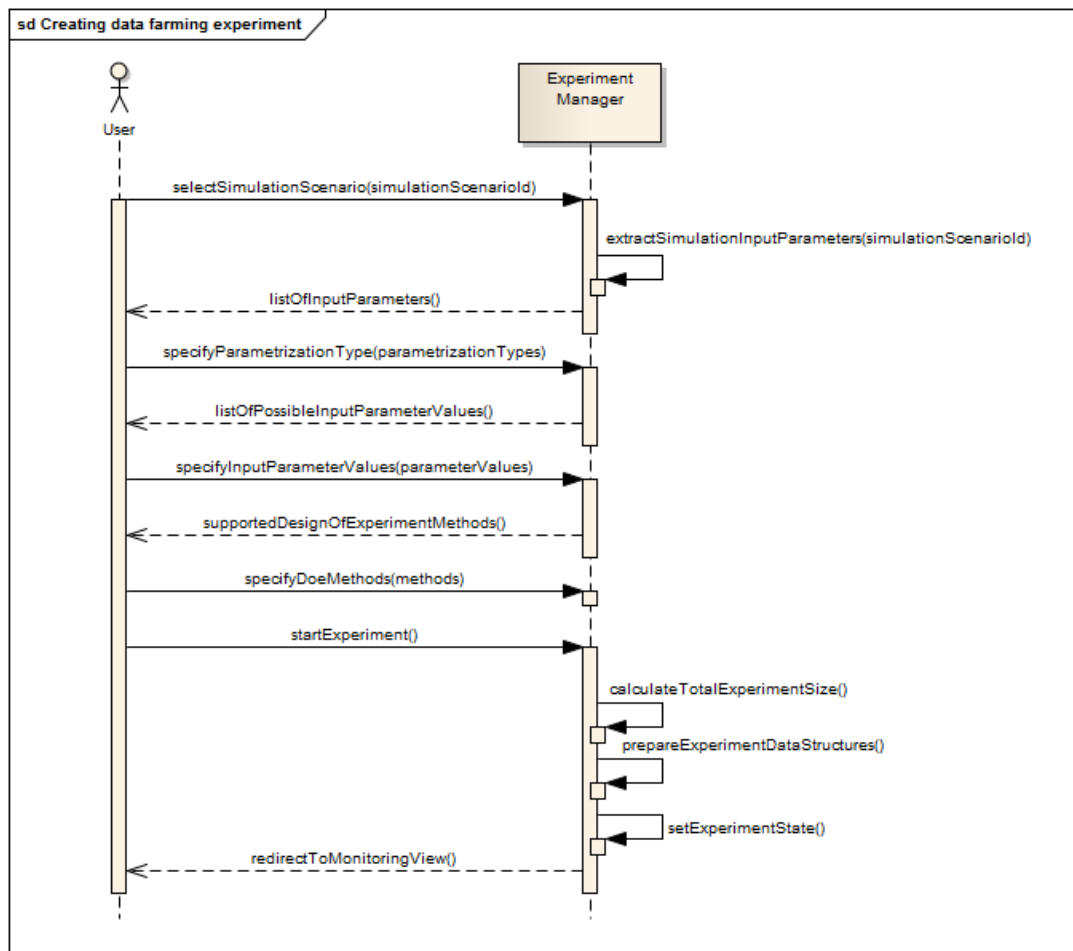 sd Creating data farming experiment
User
Experiment
Manager
selectSimulationScenario(simulationScenarioId)
extractSimulationInputParameters(simulationScenarioId)
listOfInputParameters()
specifyParametrizationType(parametrizationTypes)
listOfPossibleInputParameterValues()
specifyInputParameterValues(parameterValues)
supportedDesignOfExperimentMethods()
specifyDoeMethods(methods)
startExperiment()
calculateTotalExperimentSize()
prepareExperimentDataStructures()
setExperimentState()
redirectToMonitoringView()